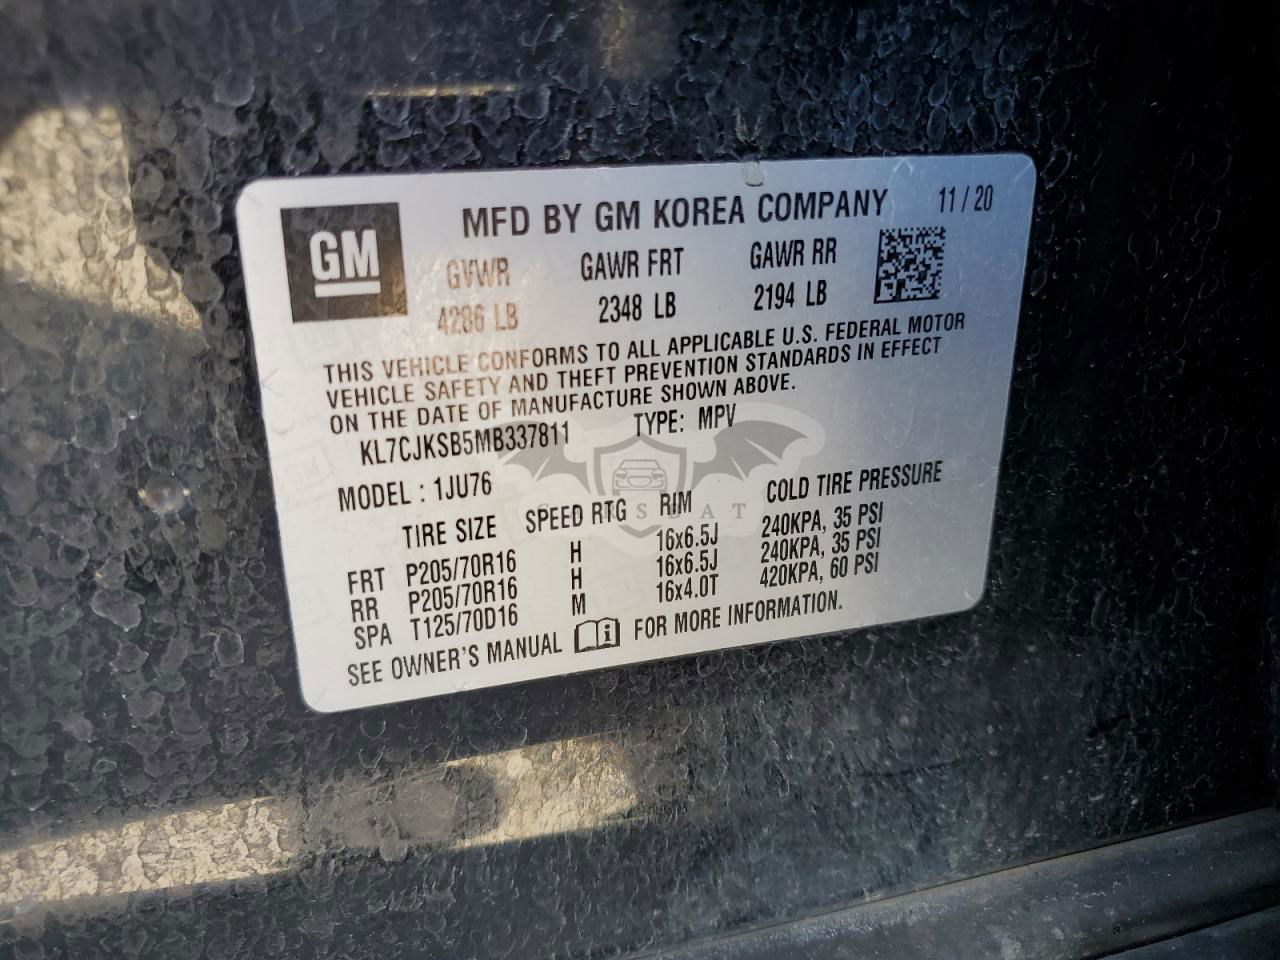 MFD BY GM KOREA COMPANY 11 / 20
GM
GVWR GAWR FRT GAWR RR
4286 LB 2348 LB 2194 LB
THIS VEHICLE CONFORMS TO ALL APPLICABLE U.S. FEDERAL MOTOR
VEHICLE SAFETY AND THEFT PREVENTION STANDARDS IN EFFECT
ON THE DATE OF MANUFACTURE SHOWN ABOVE.
KL7CJKSB5MB337811 TYPE: MPV
MODEL : 1JU76
TIRE SIZE SPEED RTG RIM COLD TIRE PRESSURE
FRT P205/70R16 H 16x6.5J 240KPA, 35 PSI
RR P205/70R16 H 16x6.5J 240KPA, 35 PSI
SPA T125/70D16 M 16x4.0T 420KPA, 60 PSI
SEE OWNER'S MANUAL FOR MORE INFORMATION.